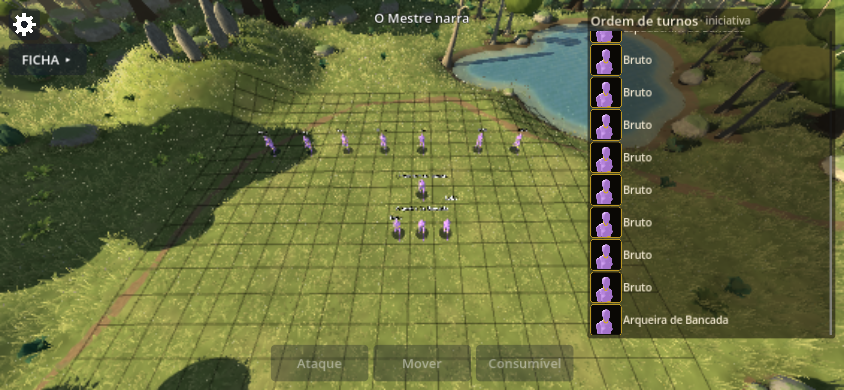 O Mestre narra
Ordem de turnos · iniciativa
FICHA ▸
Bruto
Bruto
Bruto
Bruto
Bruto
Bruto
Bruto
Bruto
Arqueira de Bancada
Ataque
Mover
Consumível